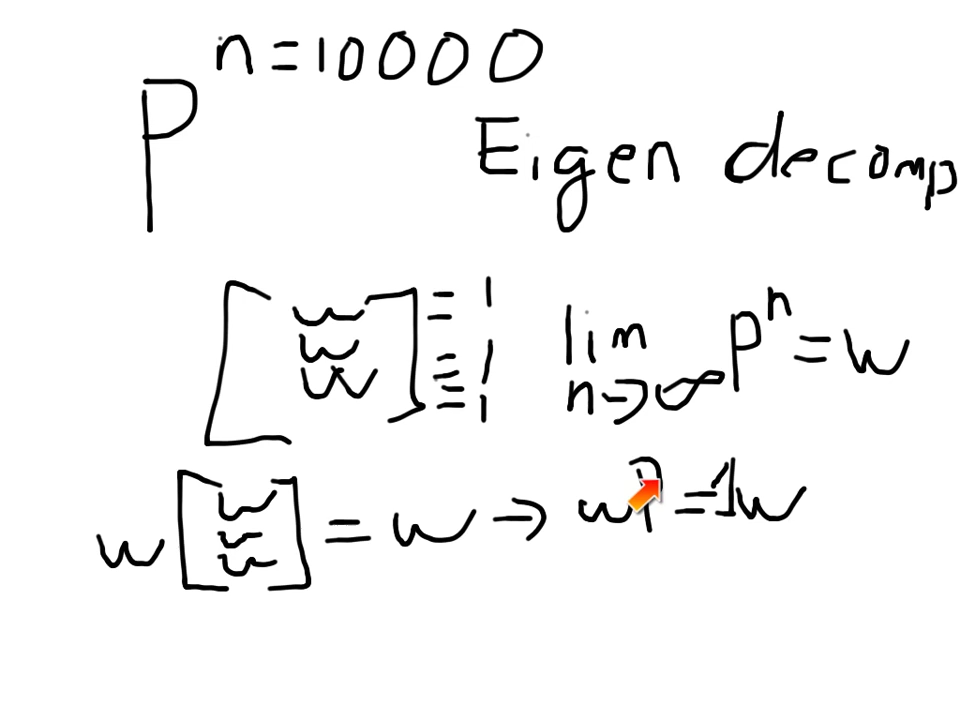 P^n=10000
Eigen decomp
[w w w] =1 =1 =1 lim n→∞ P^n = w
w [w w w] = w → wP = 1w